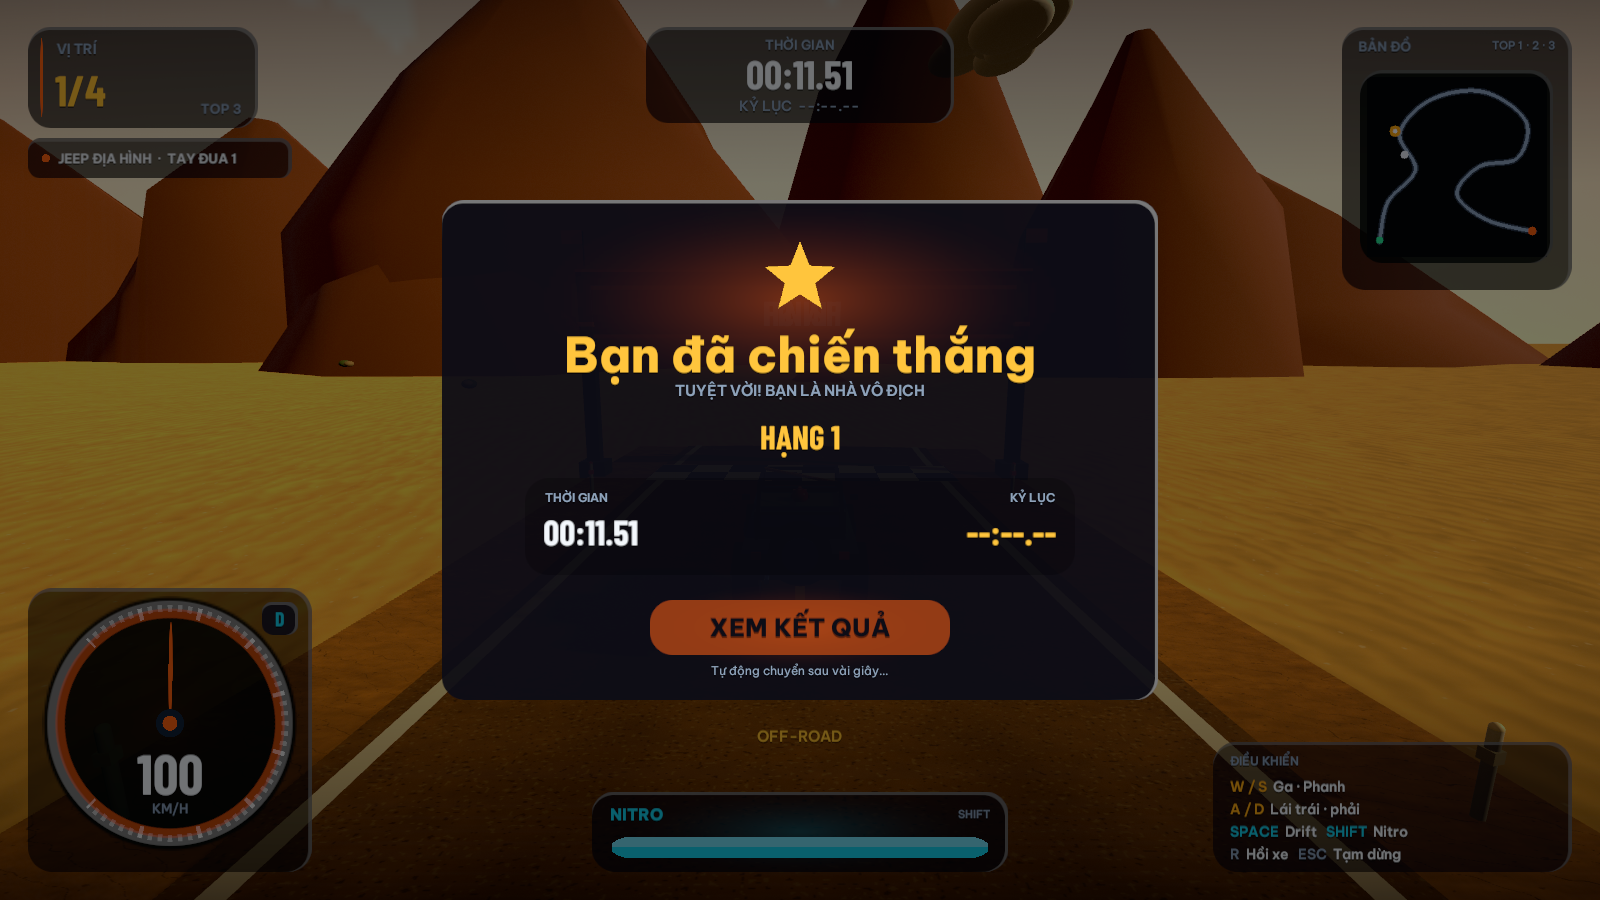 VỊ TRÍ
1/4
TOP 3
JEEP ĐỊA HÌNH · TAY ĐUA 1
THỜI GIAN
00:11.51
KỶ LỤC --:--.--
BẢN ĐỒ
TOP 1 · 2 · 3
Bạn đã chiến thắng
TUYỆT VỜI! BẠN LÀ NHÀ VÔ ĐỊCH
HẠNG 1
THỜI GIAN
KỶ LỤC
00:11.51
--:--.--
XEM KẾT QUẢ
Tự động chuyển sau vài giây...
OFF-ROAD
D
100
KM/H
NITRO
SHIFT
ĐIỀU KHIỂN
W / S Ga · Phanh
A / D Lái trái · phải
SPACE Drift SHIFT Nitro
R Hồi xe ESC Tạm dừng